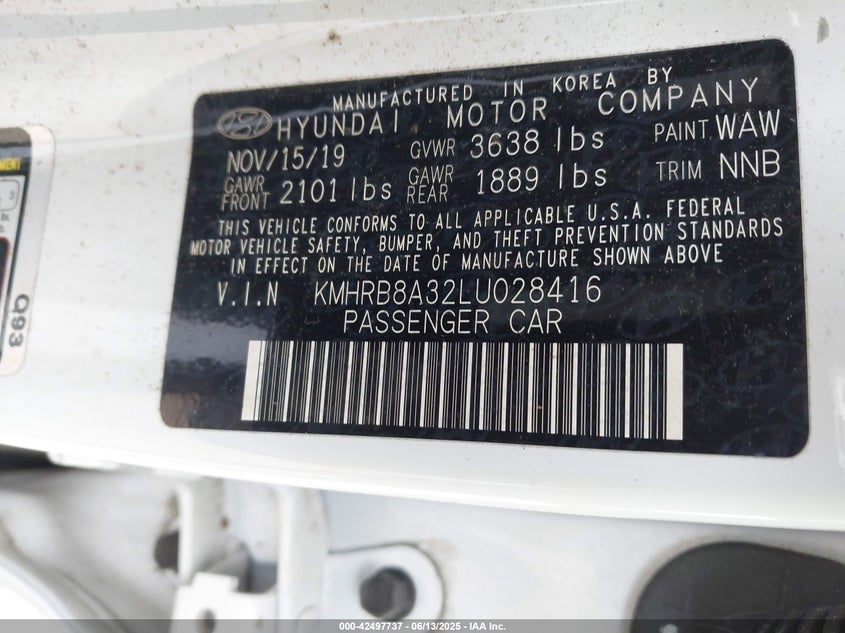 MANUFACTURED IN KOREA BY
HYUNDAI MOTOR COMPANY
NOV/15/19 GVWR 3638 lbs PAINT WAW
GAWR FRONT 2101 lbs GAWR REAR 1889 lbs TRIM NNB
THIS VEHICLE CONFORMS TO ALL APPLICABLE U.S.A. FEDERAL
MOTOR VEHICLE SAFETY, BUMPER, AND THEFT PREVENTION STANDARDS
IN EFFECT ON THE DATE OF MANUFACTURE SHOWN ABOVE
V.I.N KMHRB8A32LU028416
PASSENGER CAR
Q93
000-42497737 - 06/13/2025 - IAA Inc.